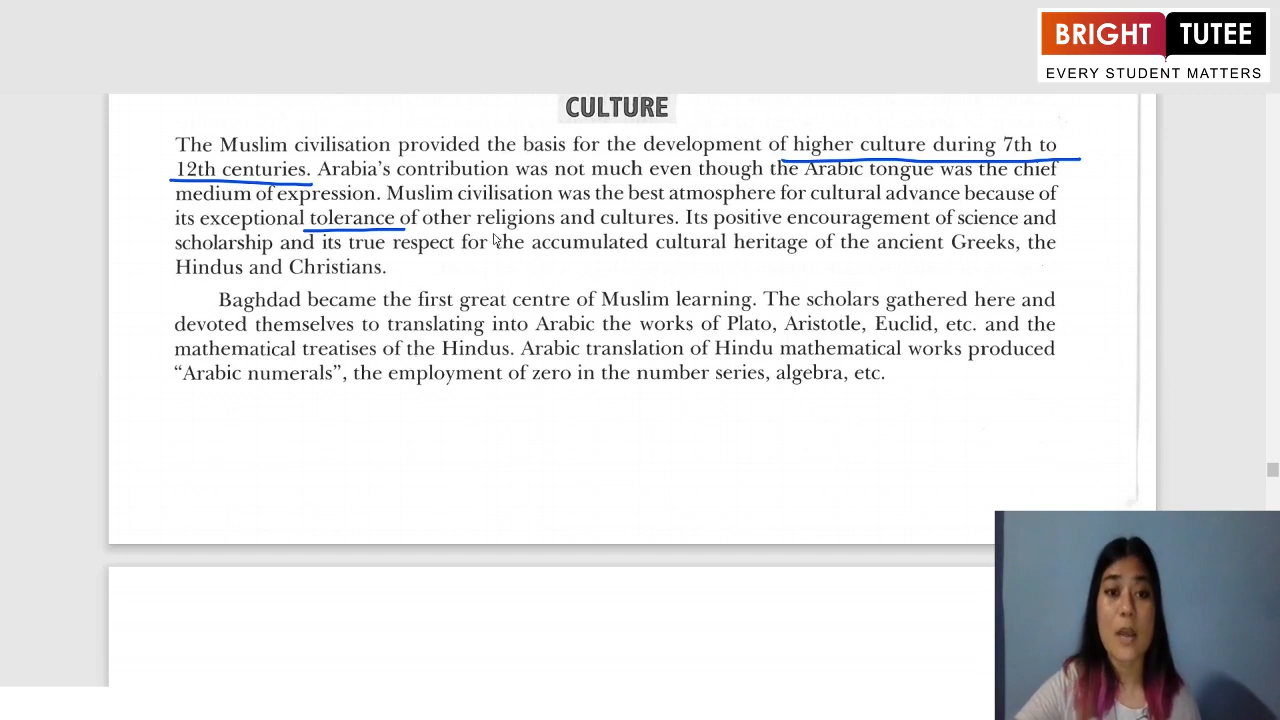 BRIGHT TUTEE
EVERY STUDENT MATTERS
CULTURE
The Muslim civilisation provided the basis for the development of higher culture during 7th to
12th centuries. Arabia's contribution was not much even though the Arabic tongue was the chief
medium of expression. Muslim civilisation was the best atmosphere for cultural advance because of
its exceptional tolerance of other religions and cultures. Its positive encouragement of science and
scholarship and its true respect for the accumulated cultural heritage of the ancient Greeks, the
Hindus and Christians.
Baghdad became the first great centre of Muslim learning. The scholars gathered here and
devoted themselves to translating into Arabic the works of Plato, Aristotle, Euclid, etc. and the
mathematical treatises of the Hindus. Arabic translation of Hindu mathematical works produced
“Arabic numerals”, the employment of zero in the number series, algebra, etc.